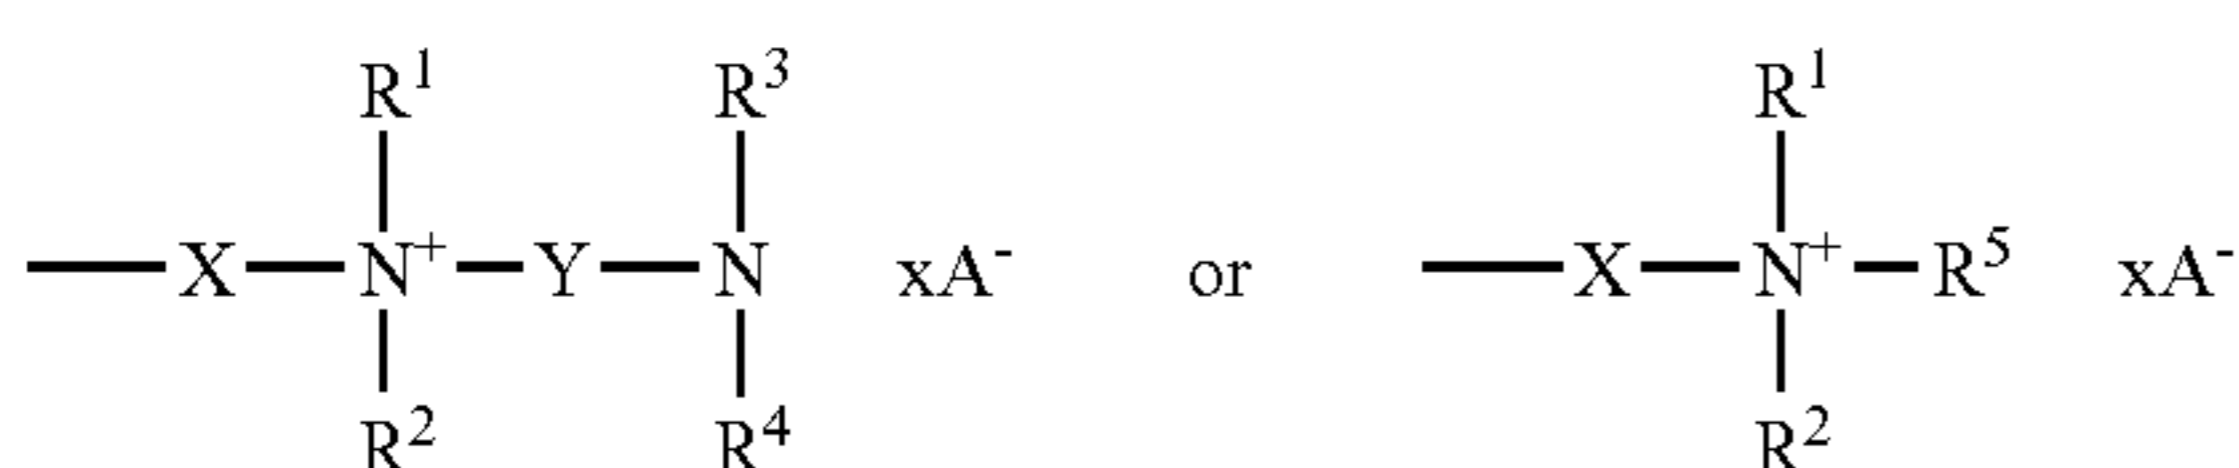 R¹ R³ R¹
X N⁺ Y N xA⁻ or X N⁺ R⁵ xA⁻
R² R⁴ R²